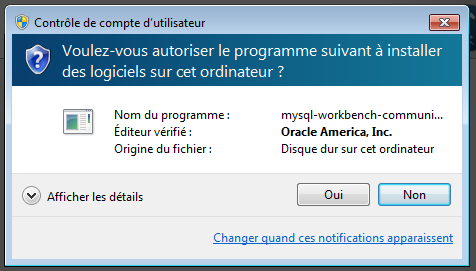 Contrôle de compte d'utilisateur
Voulez-vous autoriser le programme suivant à installer
des logiciels sur cet ordinateur ?
Nom du programme : mysql-workbench-communi...
Éditeur vérifié : Oracle America, Inc.
Origine du fichier : Disque dur sur cet ordinateur
Afficher les détails Oui Non
Changer quand ces notifications apparaissent